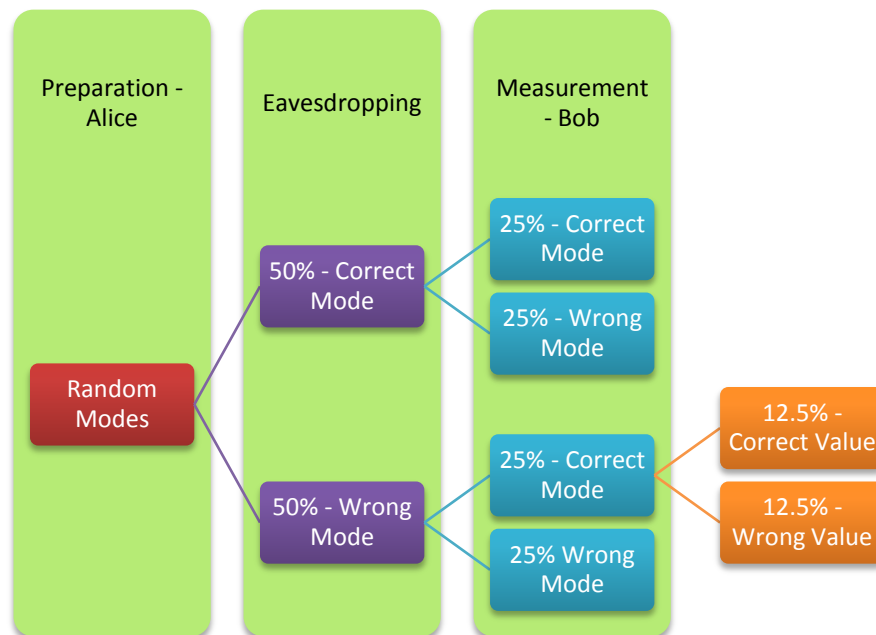 Preparation -
Alice
Eavesdropping
Measurement
- Bob
Random
Modes
50% - Correct
Mode
50% - Wrong
Mode
25% - Correct
Mode
25% - Wrong
Mode
25% - Correct
Mode
25% Wrong
Mode
12.5% -
Correct Value
12.5% -
Wrong Value